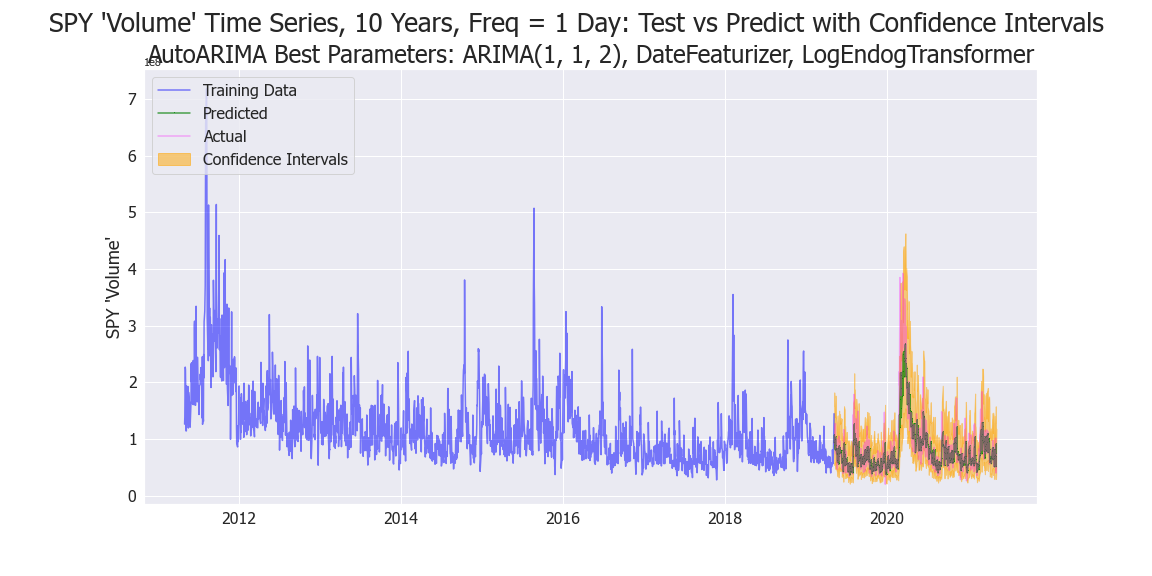 SPY 'Volume' Time Series, 10 Years, Freq = 1 Day: Test vs Predict with Confidence Intervals
AutoARIMA Best Parameters: ARIMA(1, 1, 2), DateFeaturizer, LogEndogTransformer
1e8
Training Data
Predicted
Actual
Confidence Intervals
SPY 'Volume'
7
6
5
4
3
2
1
0
2012 2014 2016 2018 2020